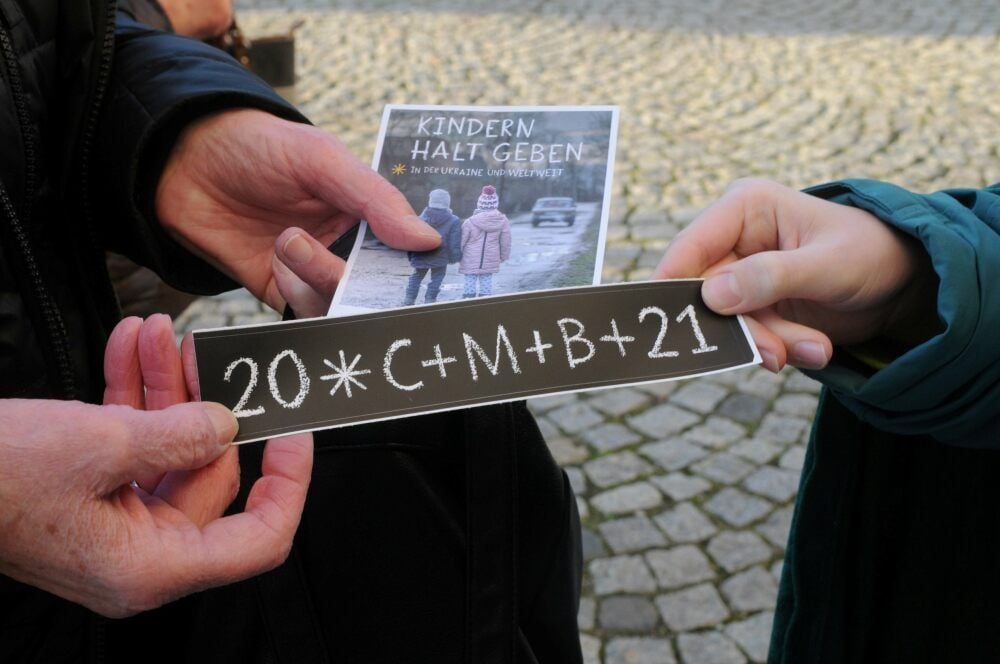 KINDERN
HALT GEBEN
IN DER UKRAINE UND WELTWEIT
20*C+M+B+21